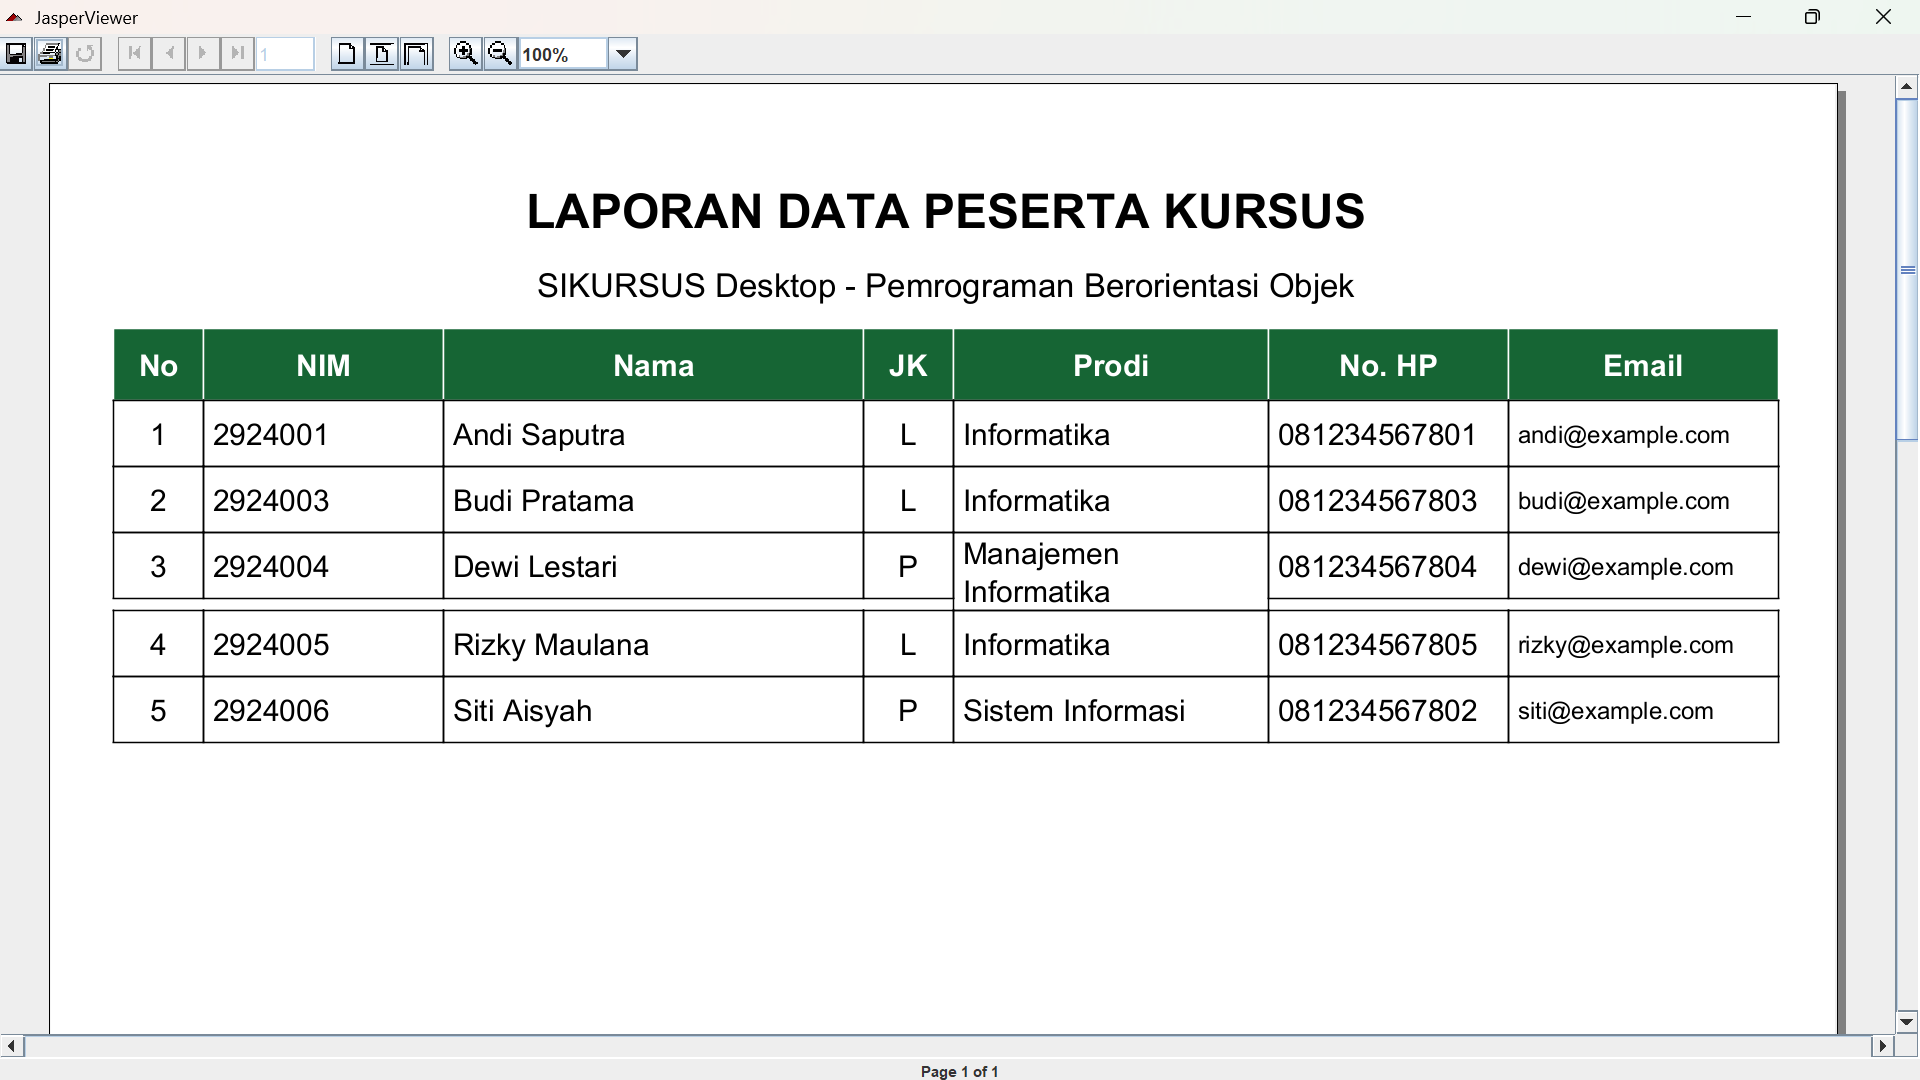 JasperViewer
1
100%
LAPORAN DATA PESERTA KURSUS
SIKURSUS Desktop - Pemrograman Berorientasi Objek
No NIM Nama JK Prodi No. HP Email
1 2924001 Andi Saputra L Informatika 081234567801 andi@example.com
2 2924003 Budi Pratama L Informatika 081234567803 budi@example.com
3 2924004 Dewi Lestari P Manajemen Informatika 081234567804 dewi@example.com
4 2924005 Rizky Maulana L Informatika 081234567805 rizky@example.com
5 2924006 Siti Aisyah P Sistem Informasi 081234567802 siti@example.com
Page 1 of 1